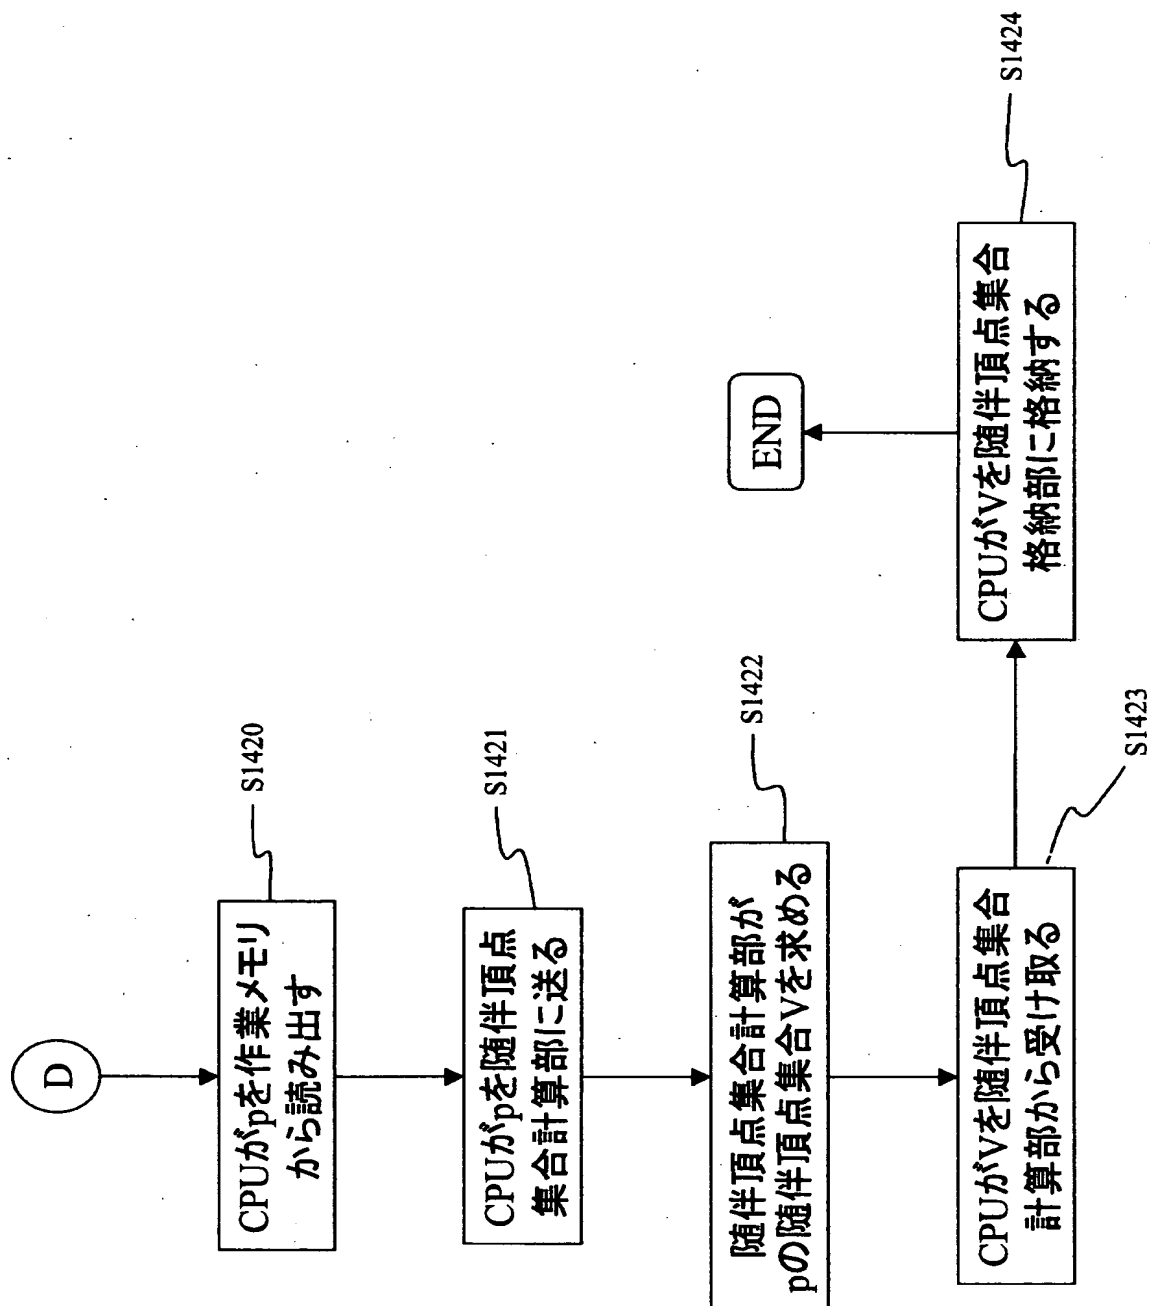 D
CPUがpを作業メモリ
から読み出す
S1420
CPUがpを随伴頂点
集合計算部に送る
S1421
随伴頂点集合計算部が
pの随伴頂点集合Vを求める
S1422
CPUがVを随伴頂点集合
計算部から受け取る
S1423
CPUがVを随伴頂点集合
格納部に格納する
S1424
END